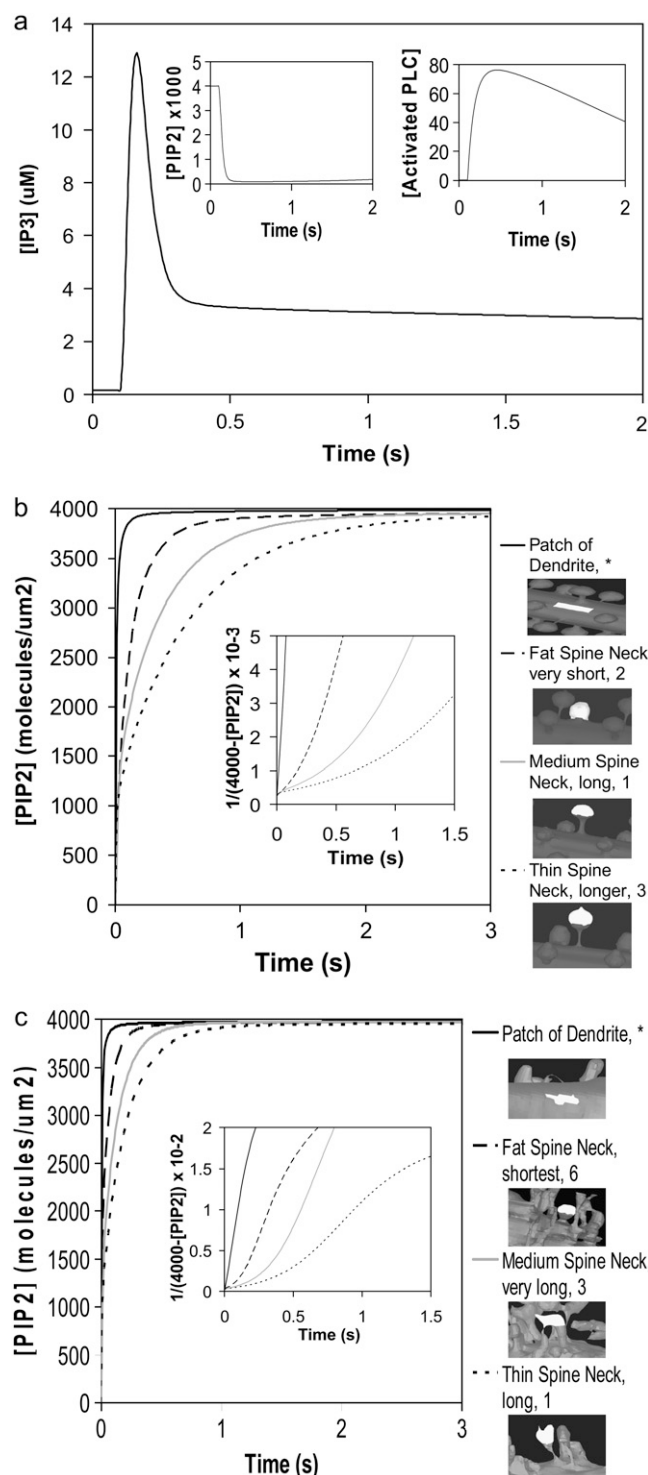 a
14
12
10
8
6
4
2
0
[IP3] (uM)
0
0.5
1
1.5
2
Time (s)
[PIP2] x1000
5
4
3
2
1
0
0
1
2
Time (s)
[Activated PLC]
80
60
40
20
0
0
1
2
Time (s)
b
[PIP2] (molecules/um2)
4000
3500
3000
2500
2000
1500
1000
500
0
0
1
2
3
Time (s)
1/(4000-[PIP2]) x 10-3
5
4
3
2
1
0
0
0.5
1
1.5
Time (s)
Patch of
Dendrite, *
Fat Spine Neck
very short, 2
Medium Spine
Neck, long, 1
Thin Spine
Neck, longer, 3
c
[PIP2] (molecules/um2)
4000
3500
3000
2500
2000
1500
1000
500
0
0
1
2
3
Time (s)
1/(4000-[PIP2]) x 10-2
2
1.5
1
0.5
0
0
0.5
1
1.5
Time (s)
Patch of Dendrite, *
Fat Spine Neck,
shortest, 6
Medium Spine Neck
very long, 3
Thin Spine Neck,
long, 1